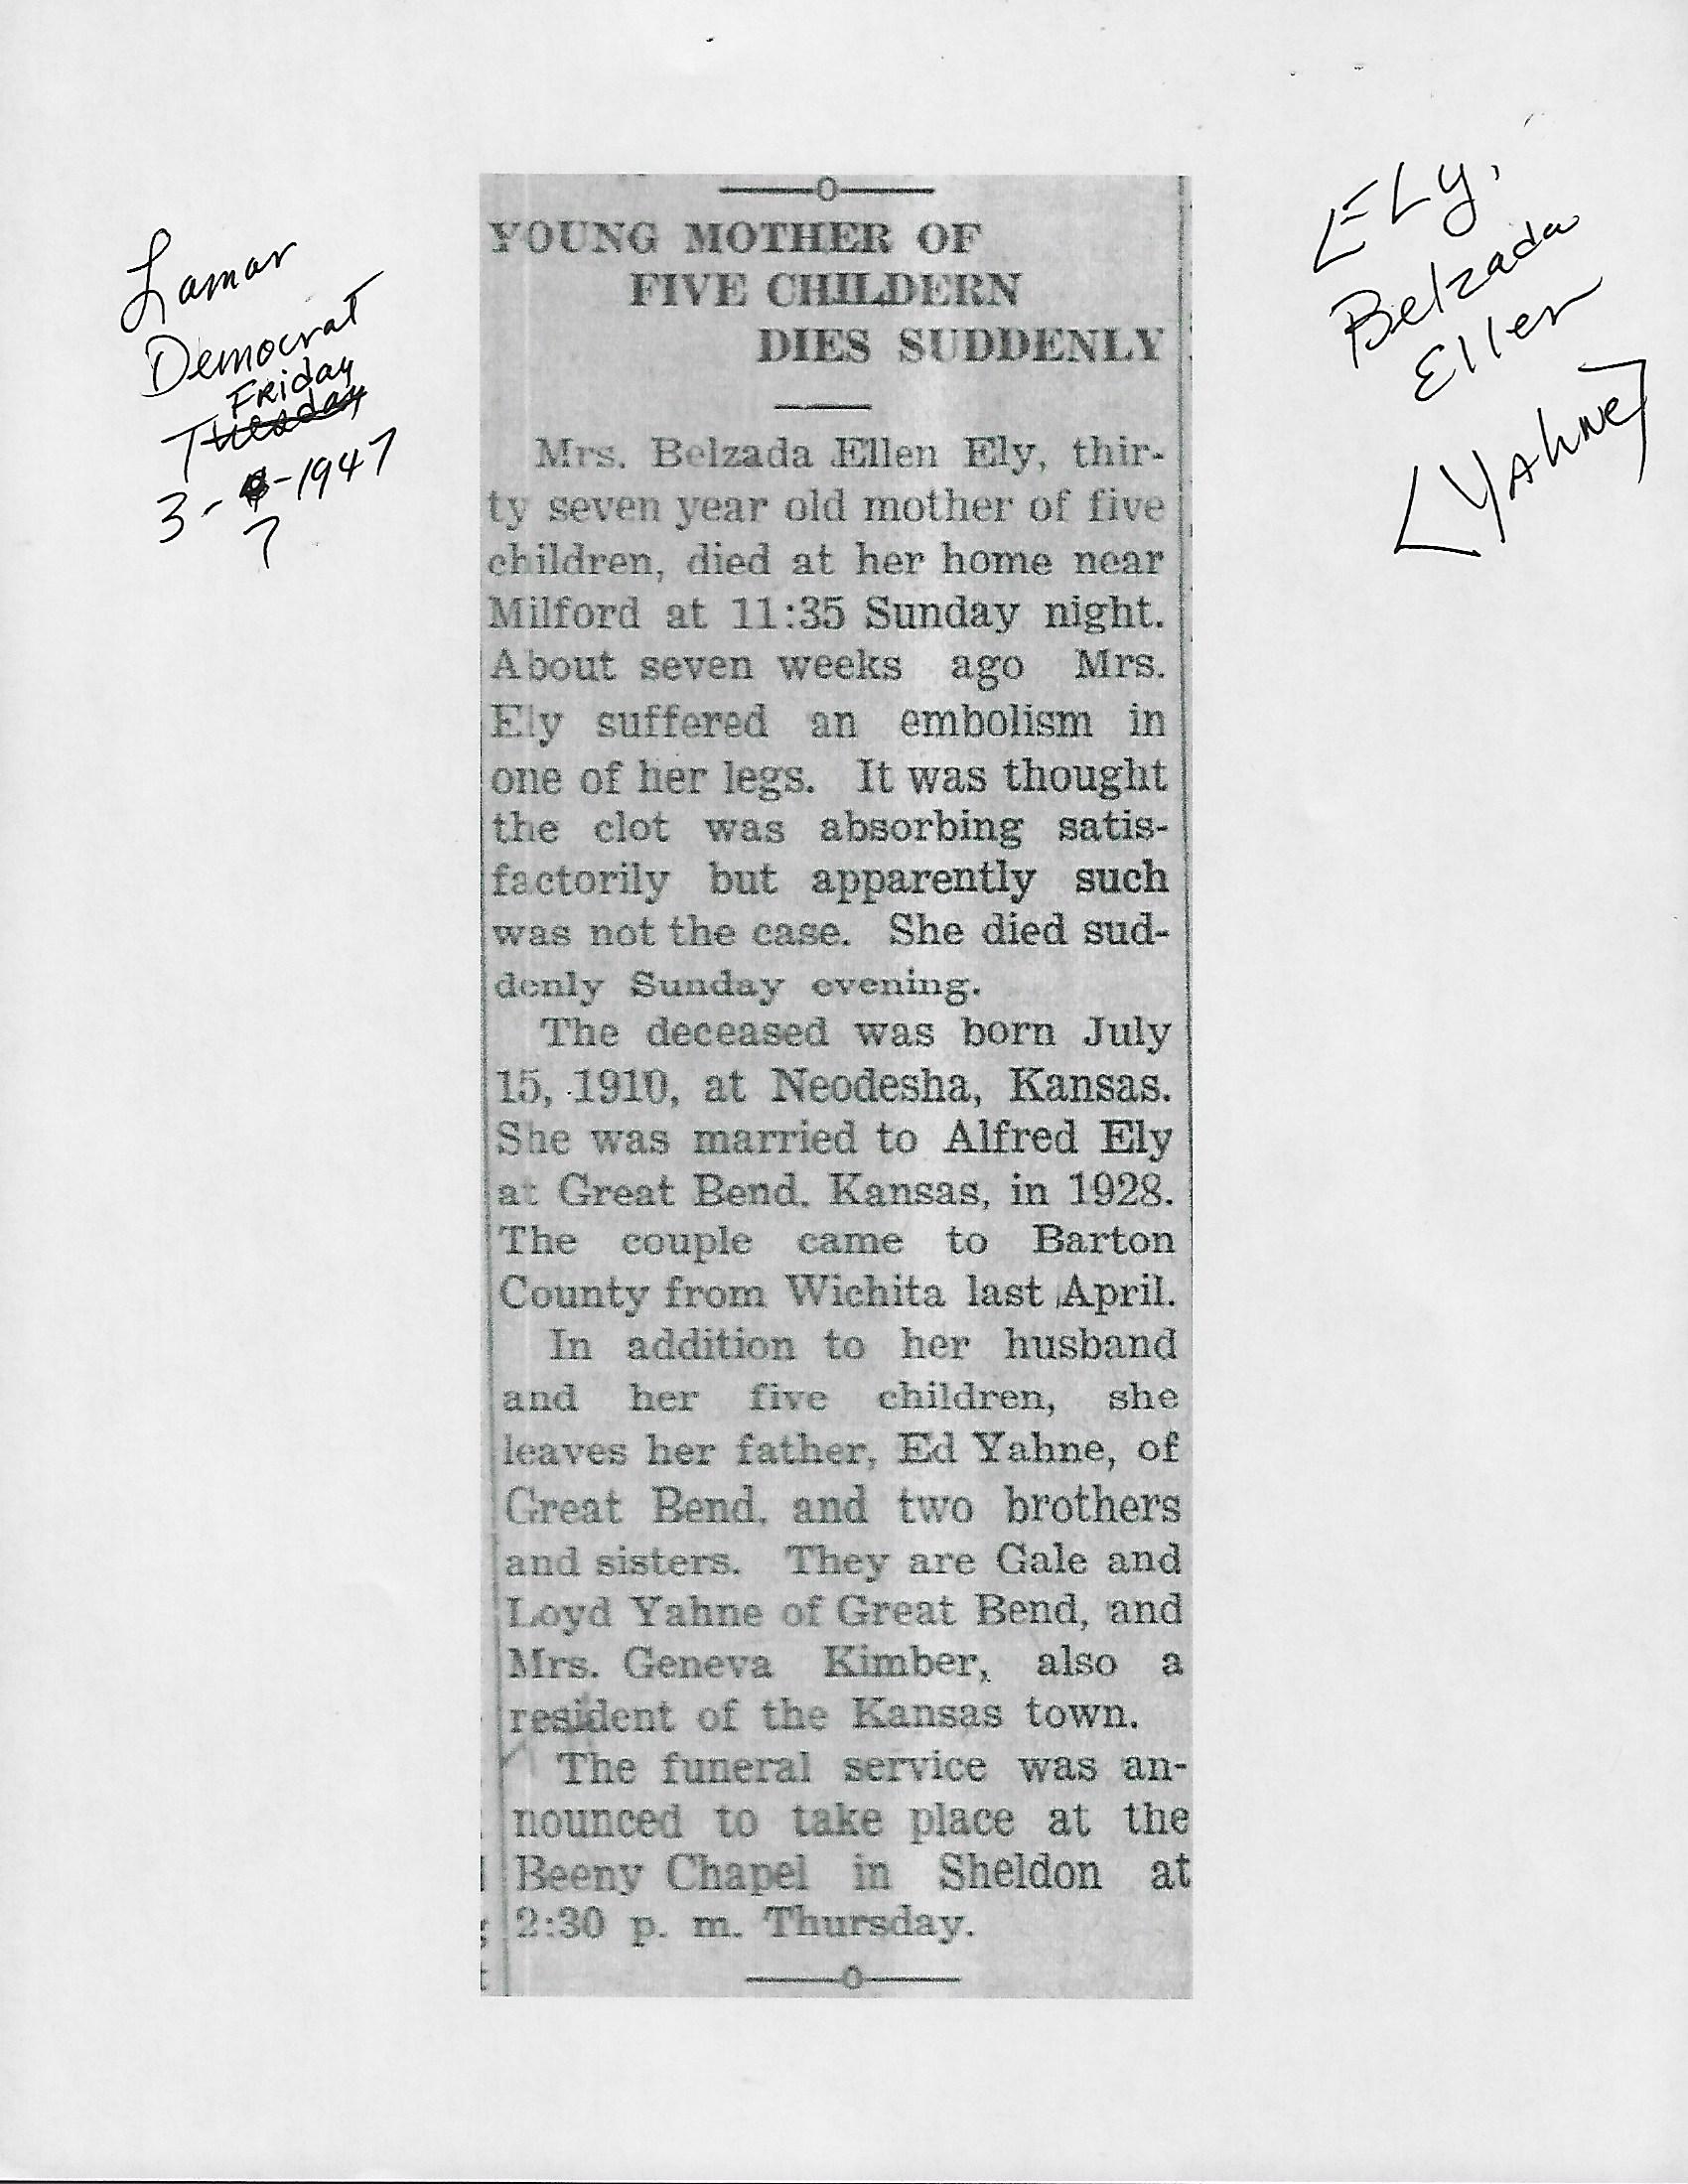 Lamar
Democrat
Friday
Tuesday
3- -1947
7
ELY,
Belzada
Ellen
[Yahne]
YOUNG MOTHER OF
FIVE CHILDERN
DIES SUDDENLY
Mrs. Belzada Ellen Ely, thir-
ty seven year old mother of five
children, died at her home near
Milford at 11:35 Sunday night.
About seven weeks ago Mrs.
Ely suffered an embolism in
one of her legs. It was thought
the clot was absorbing satis-
factorily but apparently such
was not the case. She died sud-
denly Sunday evening.
The deceased was born July
15, 1910, at Neodesha, Kansas.
She was married to Alfred Ely
at Great Bend, Kansas, in 1928.
The couple came to Barton
County from Wichita last April.
In addition to her husband
and her five children, she
leaves her father, Ed Yahne, of
Great Bend, and two brothers
and sisters. They are Gale and
Loyd Yahne of Great Bend, and
Mrs. Geneva Kimber, also a
resident of the Kansas town.
The funeral service was an-
nounced to take place at the
Beeny Chapel in Sheldon at
2:30 p. m. Thursday.